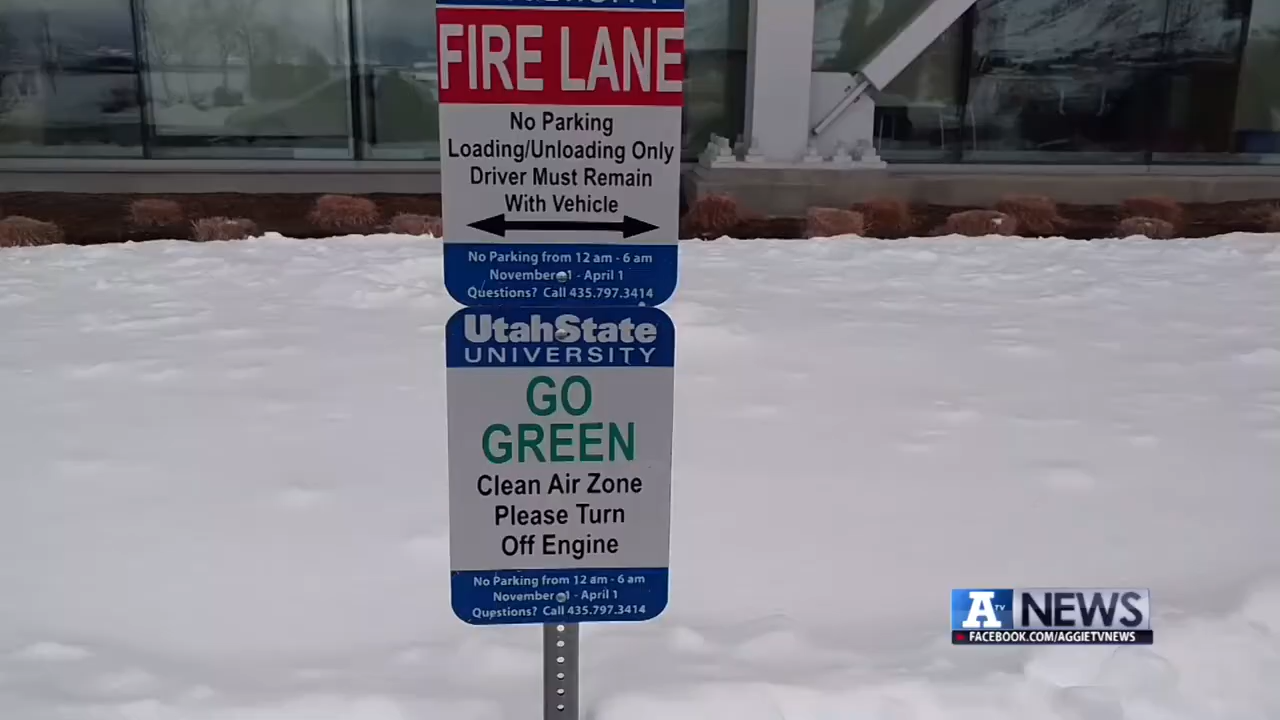 UNIVERSITY
FIRE LANE
No Parking
Loading/Unloading Only
Driver Must Remain
With Vehicle
No Parking from 12 am - 6 am
November 1 - April 1
Questions? Call 435.797.3414
UtahState
UNIVERSITY
GO
GREEN
Clean Air Zone
Please Turn
Off Engine
No Parking from 12 am - 6 am
November 1 - April 1
Questions? Call 435.797.3414
A TV NEWS
FACEBOOK.COM/AGGIETVNEWS